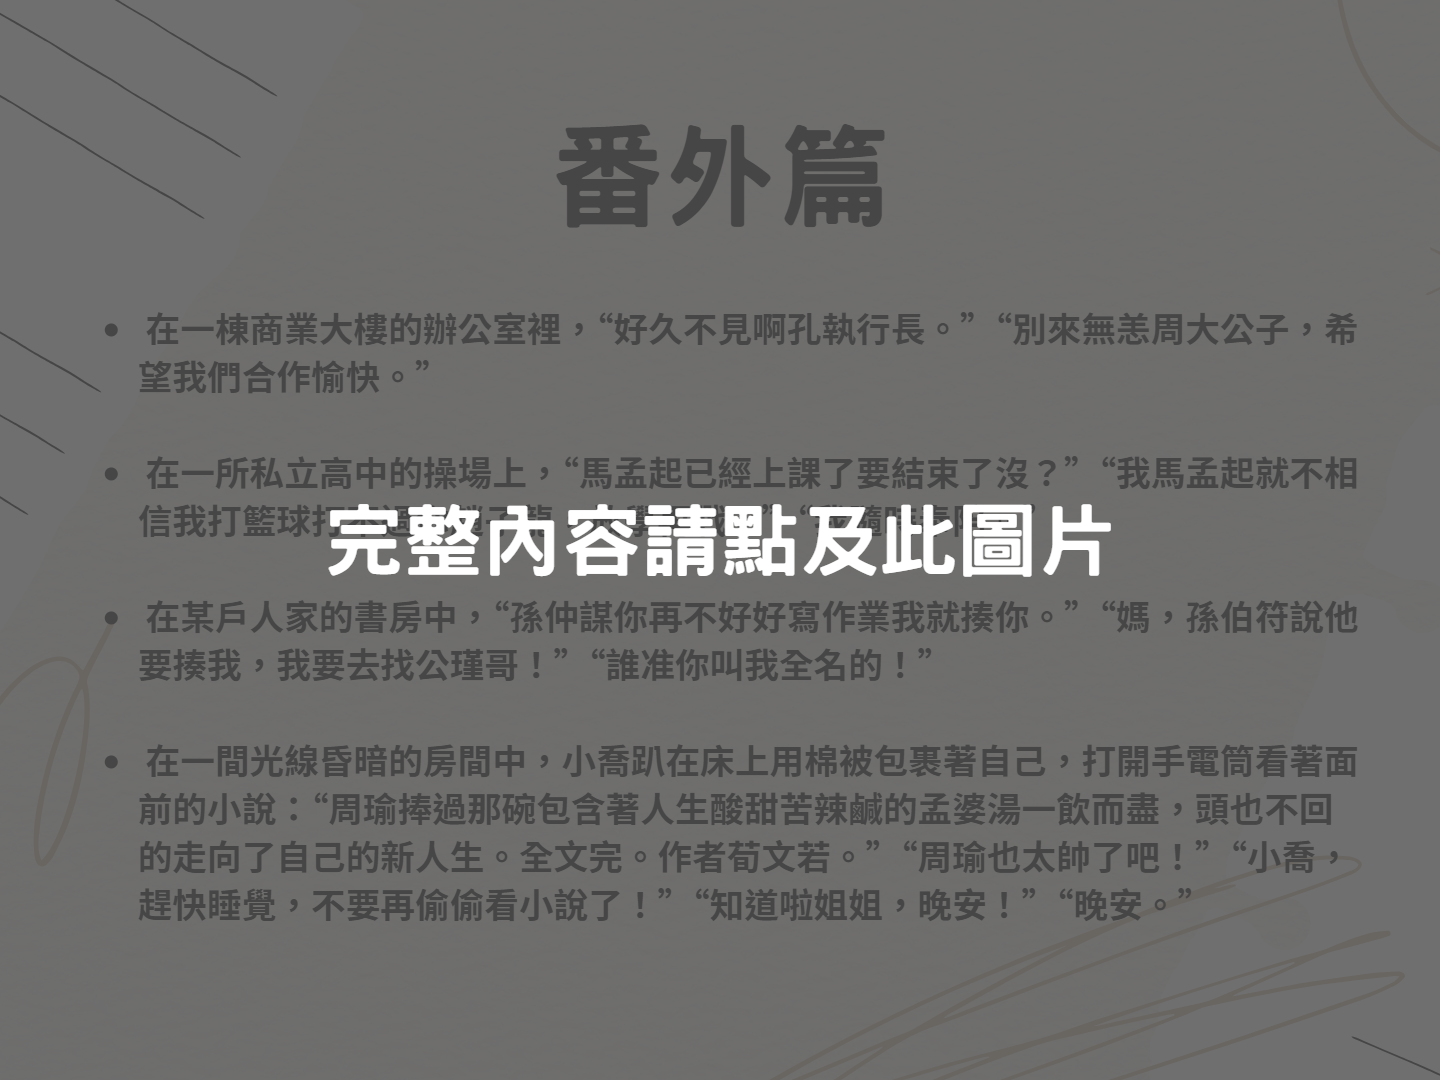 番外篇
• 在一棟商業大樓的辦公室裡，“好久不見啊孔執行長。”“別來無恙周大公子，希
望我們合作愉快。”
• 在一所私立高中的操場上，“馬孟起已經上課了要結束了沒？”“我馬孟起就不相
信我打籃球打
完整內容請點及此圖片
• 在某戶人家的書房中，“孫仲謀你再不好好寫作業我就揍你。”“媽，孫伯符說他
要揍我，我要去找公瑾哥！”“誰准你叫我全名的！”
• 在一間光線昏暗的房間中，小喬趴在床上用棉被包裹著自己，打開手電筒看著面
前的小說：“周瑜捧過那碗包含著人生酸甜苦辣鹹的孟婆湯一飲而盡，頭也不回
的走向了自己的新人生。全文完。作者荀文若。”“周瑜也太帥了吧！”“小喬，
趕快睡覺，不要再偷偷看小說了！”“知道啦姐姐，晚安！”“晚安。”